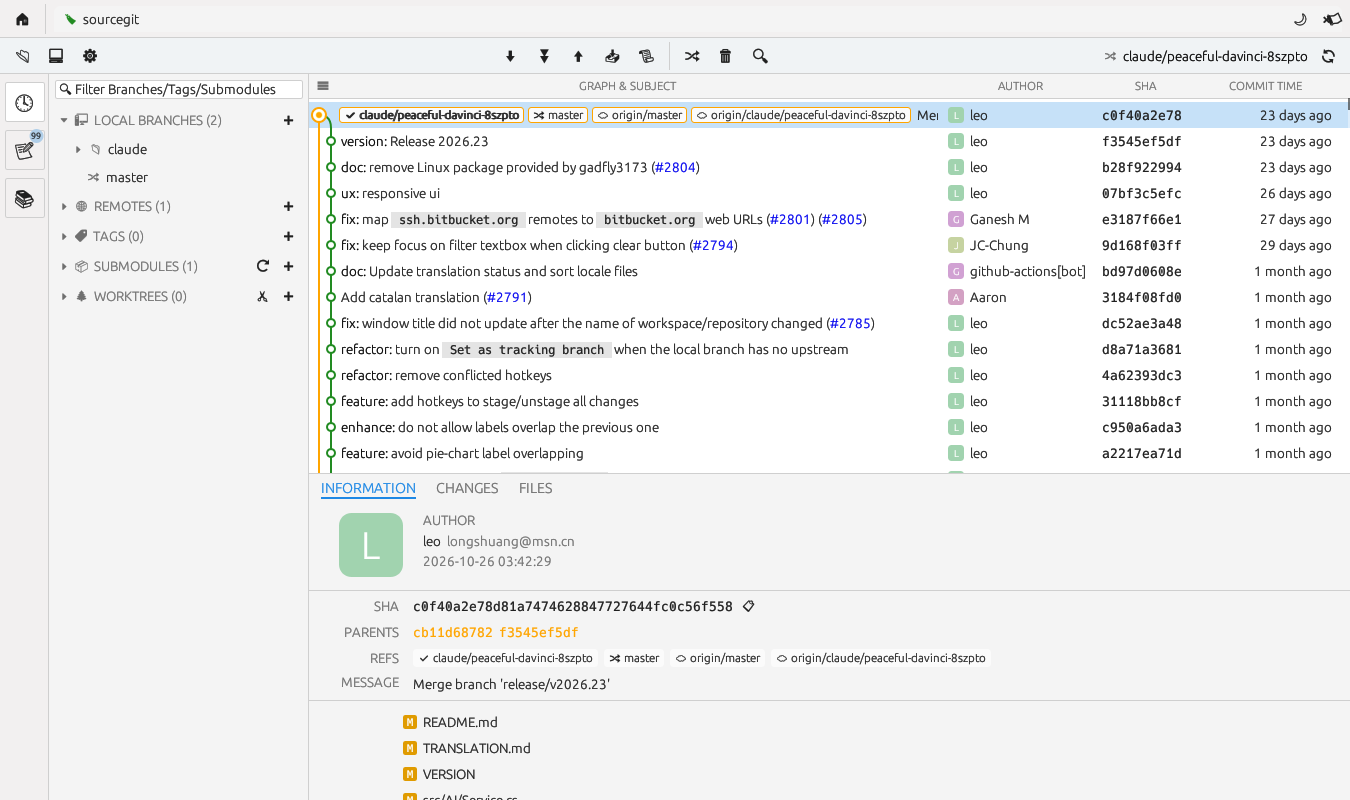 sourcegit
claude/peaceful-davinci-8szpto
Filter Branches/Tags/Submodules
LOCAL BRANCHES (2)
claude
master
REMOTES (1)
TAGS (0)
SUBMODULES (1)
WORKTREES (0)
99
GRAPH & SUBJECT AUTHOR SHA COMMIT TIME
claude/peaceful-davinci-8szpto master origin/master origin/claude/peaceful-davinci-8szpto Mer L leo c0f40a2e78 23 days ago
version: Release 2026.23 L leo f3545ef5df 23 days ago
doc: remove Linux package provided by gadfly3173 (#2804) L leo b28f922994 23 days ago
ux: responsive ui L leo 07bf3c5efc 26 days ago
fix: map ssh.bitbucket.org remotes to bitbucket.org web URLs (#2801) (#2805) G Ganesh M e3187f66e1 27 days ago
fix: keep focus on filter textbox when clicking clear button (#2794) J JC-Chung 9d168f03ff 29 days ago
doc: Update translation status and sort locale files G github-actions[bot] bd97d0608e 1 month ago
Add catalan translation (#2791) A Aaron 3184f08fd0 1 month ago
fix: window title did not update after the name of workspace/repository changed (#2785) L leo dc52ae3a48 1 month ago
refactor: turn on Set as tracking branch when the local branch has no upstream L leo d8a71a3681 1 month ago
refactor: remove conflicted hotkeys L leo 4a62393dc3 1 month ago
feature: add hotkeys to stage/unstage all changes L leo 31118bb8cf 1 month ago
enhance: do not allow labels overlap the previous one L leo c950a6ada3 1 month ago
feature: avoid pie-chart label overlapping L leo a2217ea71d 1 month ago
INFORMATION CHANGES FILES
L
AUTHOR
leo longshuang@msn.cn
2026-10-26 03:42:29
SHA c0f40a2e78d81a7474628847727644fc0c56f558
PARENTS cb11d68782 f3545ef5df
REFS claude/peaceful-davinci-8szpto master origin/master origin/claude/peaceful-davinci-8szpto
MESSAGE Merge branch 'release/v2026.23'
M README.md
M TRANSLATION.md
M VERSION
M src/AI/Service.cs